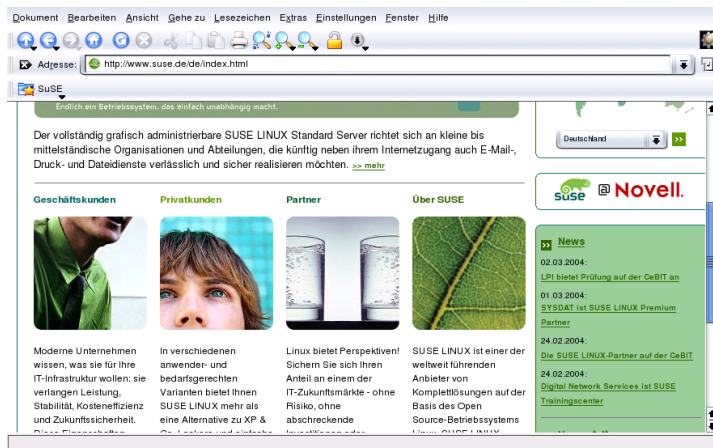 Dokument Bearbeiten Ansicht Gehe zu Lesezeichen Extras Einstellungen Fenster Hilfe
Adresse: http://www.suse.de/de/index.html
SuSE
Endlich ein Betriebssystem, das einfach unabhängig macht.
Der vollständig grafisch administrierbare SUSE LINUX Standard Server richtet sich an kleine bis
mittelständische Organisationen und Abteilungen, die künftig neben ihrem Internetzugang auch E-Mail-,
Druck- und Dateidienste verlässlich und sicher realisieren möchten. >> mehr
Geschäftskunden
Moderne Unternehmen
wissen, was sie für Ihre
IT-Infrastruktur wollen: sie
verlangen Leistung,
Stabilität, Kosteneffizienz
und Zukunftssicherheit.
Diese Eigenschaften
Privatkunden
In verschiedenen
anwender- und
bedarfsgerechten
Varianten bietet Ihnen
SUSE LINUX mehr als
eine Alternative zu XP &
Partner
Linux bietet Perspektiven!
Sichern Sie sich Ihren
Anteil an einem der
IT-Zukunftsmärkte - ohne
Risiko, ohne
abschreckende
Investitionen oder
Über SUSE
SUSE LINUX ist einer der
weltweit führenden
Anbieter von
Komplettlösungen auf der
Basis des Open
Source-Betriebssystems
Linux. SUSE LINUX
Deutschland >>
suse @ Novell.
>> News
02.03.2004:
LPI bietet Prüfung auf der CeBIT an
01.03.2004:
SYSDAT ist SUSE LINUX Premium
Partner
24.02.2004:
Die SUSE LINUX-Partner auf der CeBIT
24.02.2004:
Digital Network Services ist SUSE
Trainingscenter